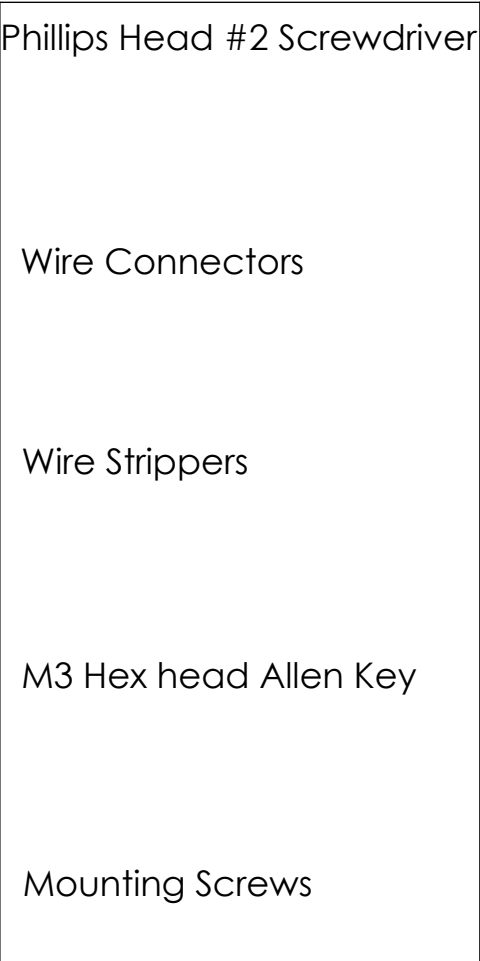 Phillips Head #2 Screwdriver
Wire Connectors
Wire Strippers
M3 Hex head Allen Key
Mounting Screws